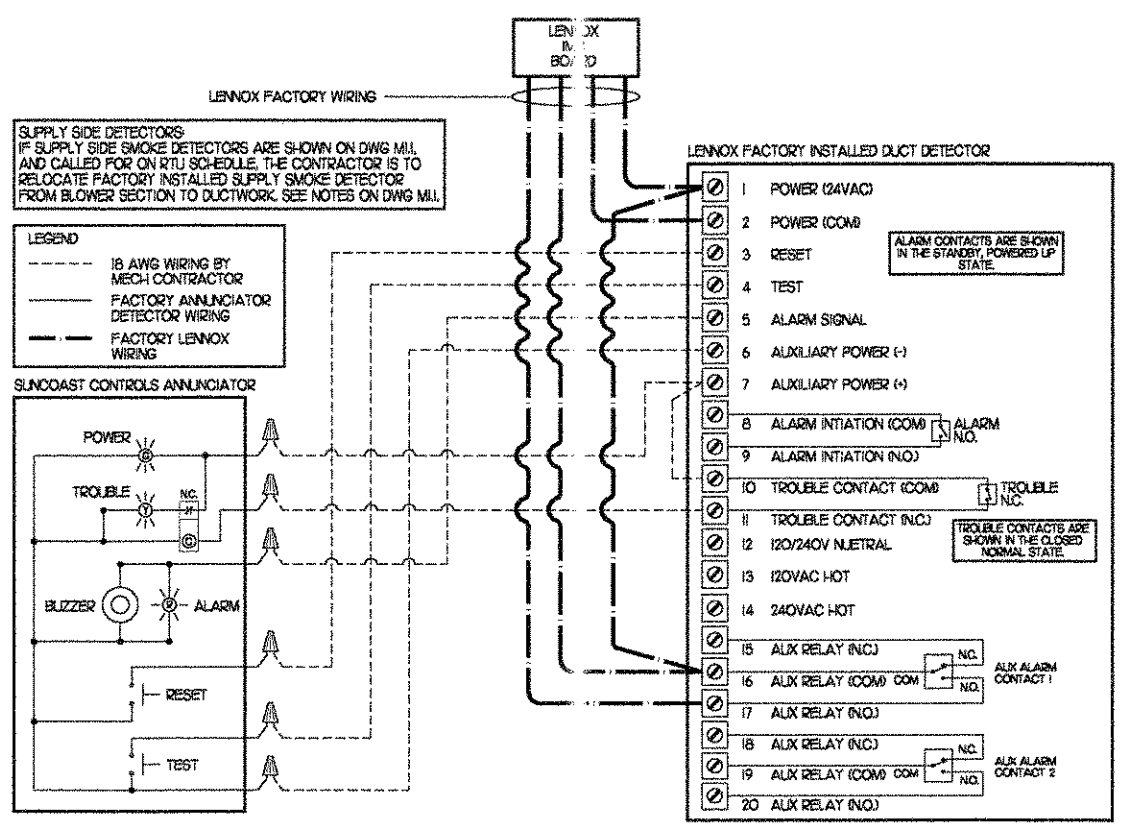 LENNOX
BOARD
LENNOX FACTORY WIRING
SUPPLY SIDE DETECTORS
IF SUPPLY SIDE SMOKE DETECTORS ARE SHOWN ON DWG M1.1,
AND CALLED FOR ON RTU SCHEDULE, THE CONTRACTOR IS TO
RELOCATE FACTORY INSTALLED SUPPLY SMOKE DETECTOR
FROM BLOWER SECTION TO DUCTWORK. SEE NOTES ON DWG M1.1.
LEGEND
18 AWG WIRING BY
MECH CONTRACTOR
FACTORY ANNUNCIATOR
DETECTOR WIRING
FACTORY LENNOX
WIRING
SUNCOAST CONTROLS ANNUNCIATOR
POWER
G
TROUBLE
Y
N.C.
C
BUZZER
R
ALARM
RESET
TEST
LENNOX FACTORY INSTALLED DUCT DETECTOR
1 POWER (24VAC)
2 POWER (COM)
ALARM CONTACTS ARE SHOWN
IN THE STANDBY, POWERED UP
STATE.
3 RESET
4 TEST
5 ALARM SIGNAL
6 AUXILIARY POWER (-)
7 AUXILIARY POWER (+)
8 ALARM INTIATION (COM)
ALARM
N.O.
9 ALARM INTIATION (N.O.)
10 TROUBLE CONTACT (COM)
TROUBLE
N.C.
11 TROUBLE CONTACT (N.C.)
TROUBLE CONTACTS ARE
SHOWN IN THE CLOSED
NORMAL STATE.
12 120/240V NUETRAL
13 120VAC HOT
14 240VAC HOT
15 AUX RELAY (N.C.)
N.C.
16 AUX RELAY (COM) COM
AUX ALARM
CONTACT 1
N.O.
17 AUX RELAY (N.O.)
18 AUX RELAY (N.C.)
N.C.
19 AUX RELAY (COM) COM
AUX ALARM
CONTACT 2
N.O.
20 AUX RELAY (N.O.)